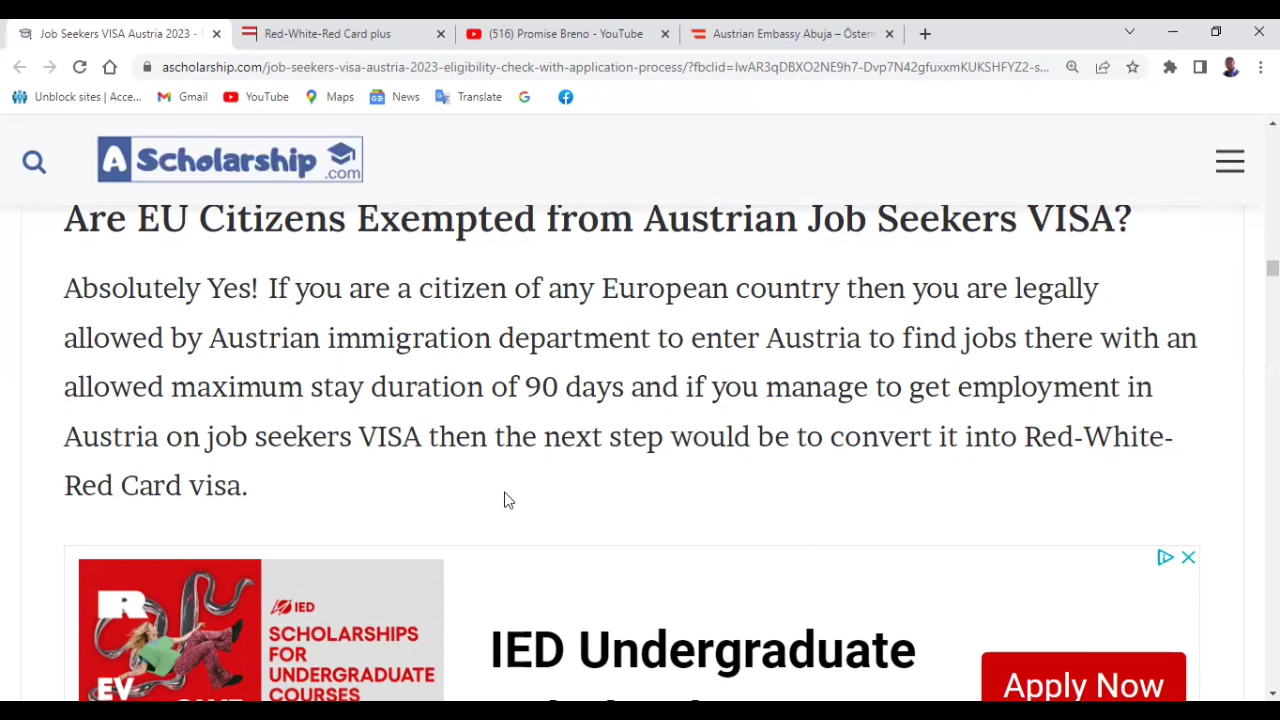 Job Seekers VISA Austria 2023 -
Red-White-Red Card plus
(516) Promise Breno - YouTube
Austrian Embassy Abuja – Österr
ascholarship.com/job-seekers-visa-austria-2023-eligibility-check-with-application-process/?fbclid=IwAR3qDBXO2NE9h7-Dvp7N42gfuxxmKUKSHFYZ2-s...
Unblock sites | Acce...
Gmail
YouTube
Maps
News
Translate
A Scholarship .com
Are EU Citizens Exempted from Austrian Job Seekers VISA?
Absolutely Yes! If you are a citizen of any European country then you are legally
allowed by Austrian immigration department to enter Austria to find jobs there with an
allowed maximum stay duration of 90 days and if you manage to get employment in
Austria on job seekers VISA then the next step would be to convert it into Red-White-
Red Card visa.
IED
SCHOLARSHIPS
FOR
UNDERGRADUATE
COURSES
R
EV
IED Undergraduate
Apply Now